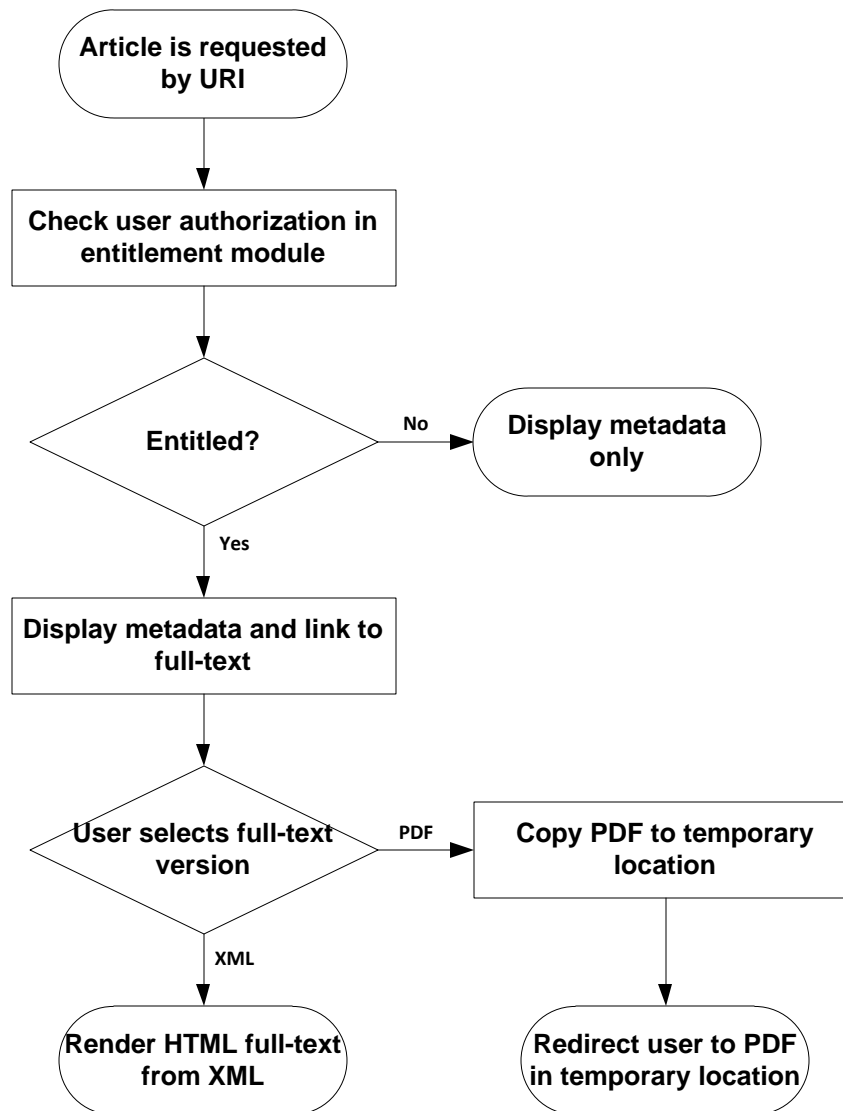 Article is requested
by URI
Check user authorization in
entitlement module
Entitled?
No
Display metadata
only
Yes
Display metadata and link to
full-text
User selects full-text
version
PDF
Copy PDF to temporary
location
XML
Render HTML full-text
from XML
Redirect user to PDF
in temporary location